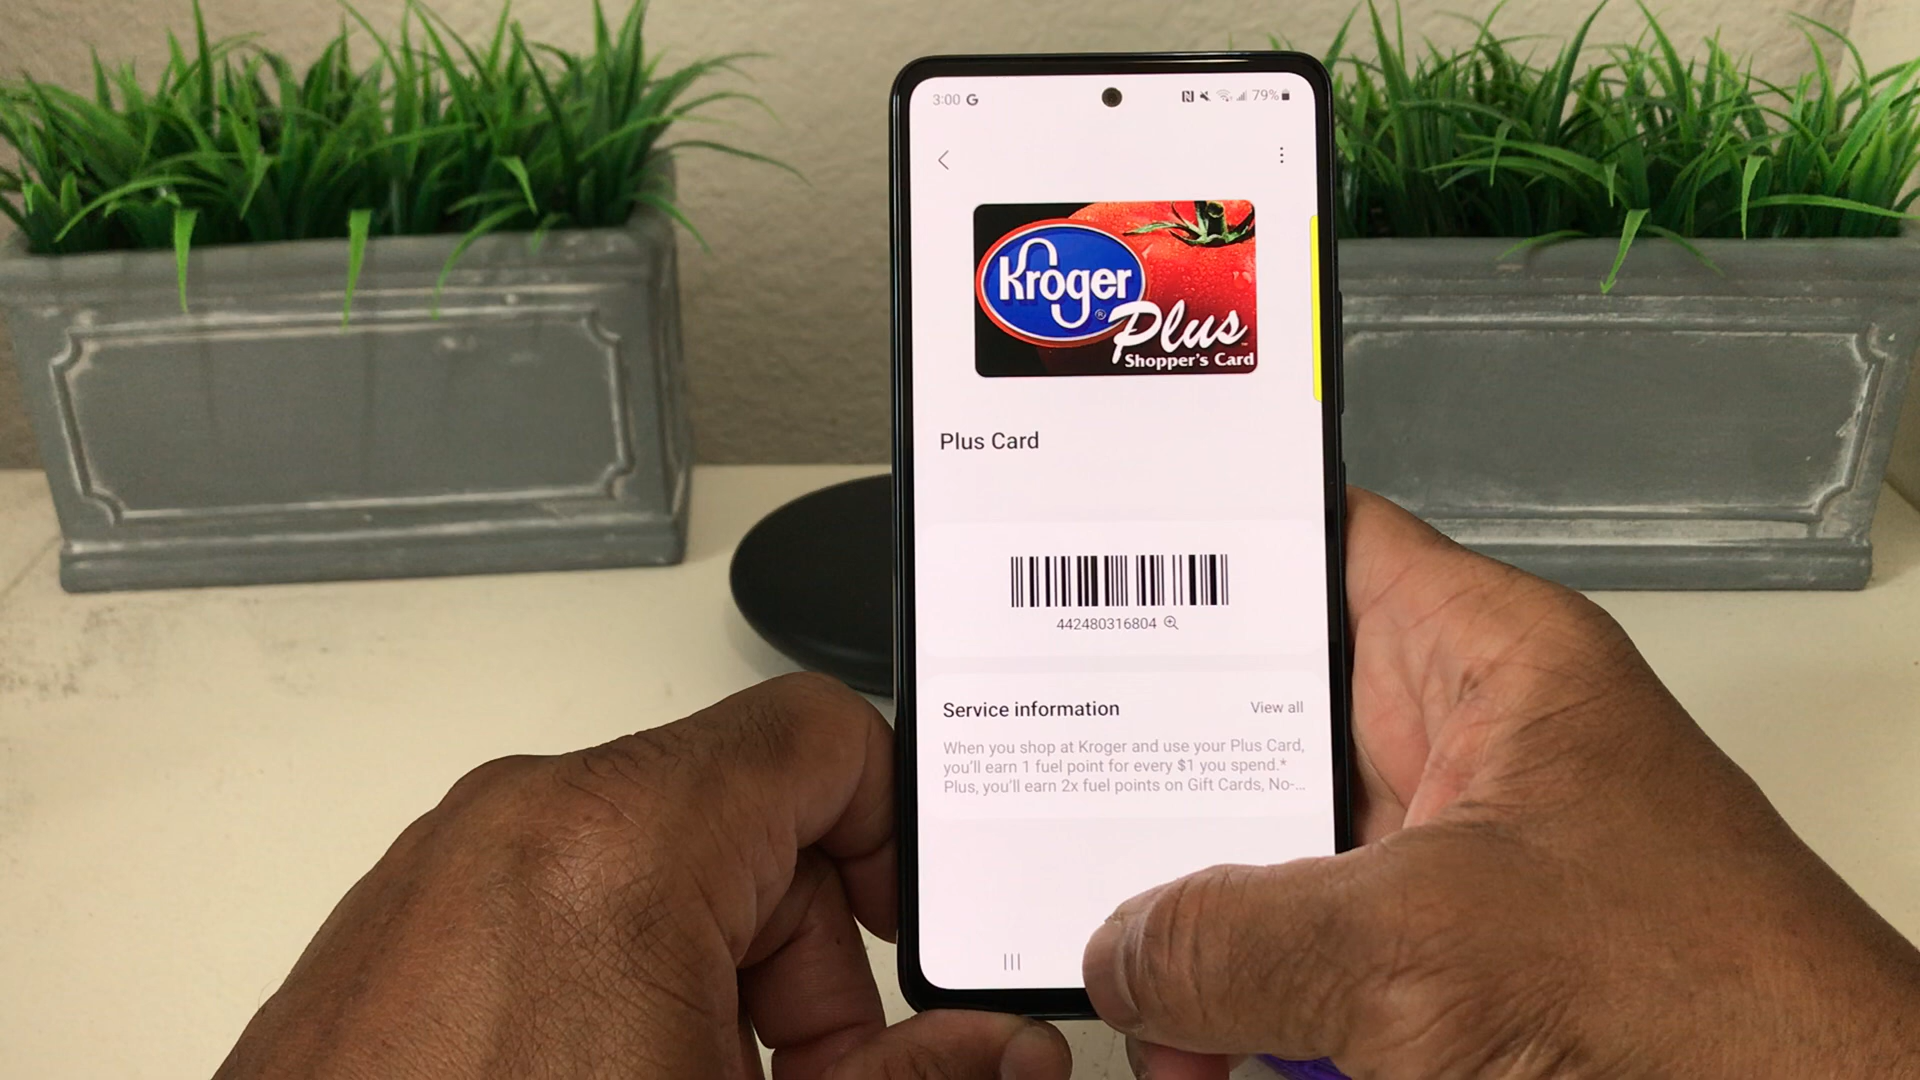 3:00 G
79%
Kroger
Plus
Shopper's Card
Plus Card
442480316804
Service information
View all
When you shop at Kroger and use your Plus Card,
you'll earn 1 fuel point for every $1 you spend.*
Plus, you'll earn 2x fuel points on Gift Cards, No-...